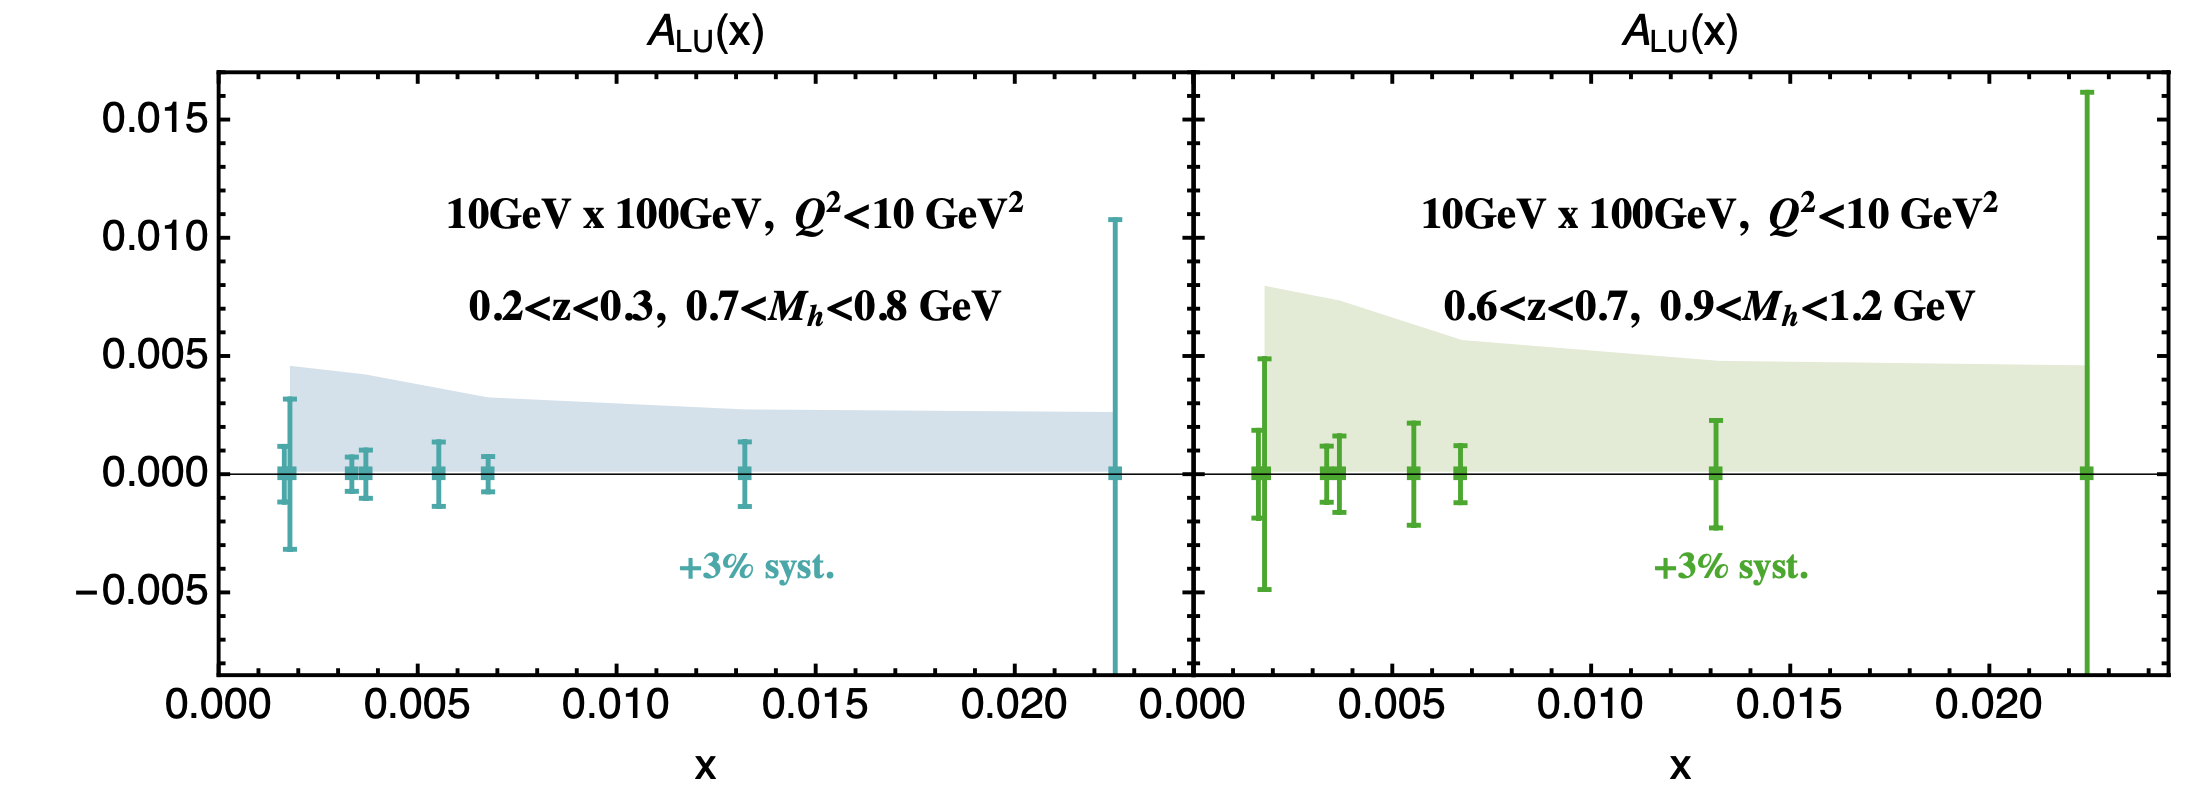 A_LU(x) A_LU(x)
0.015
10GeV x 100GeV, Q²<10 GeV² 10GeV x 100GeV, Q²<10 GeV²
0.010
0.2<z<0.3, 0.7<M_h<0.8 GeV 0.6<z<0.7, 0.9<M_h<1.2 GeV
0.005
0.000
+3% syst. +3% syst.
−0.005
0.000 0.005 0.010 0.015 0.020 0.000 0.005 0.010 0.015 0.020
x x